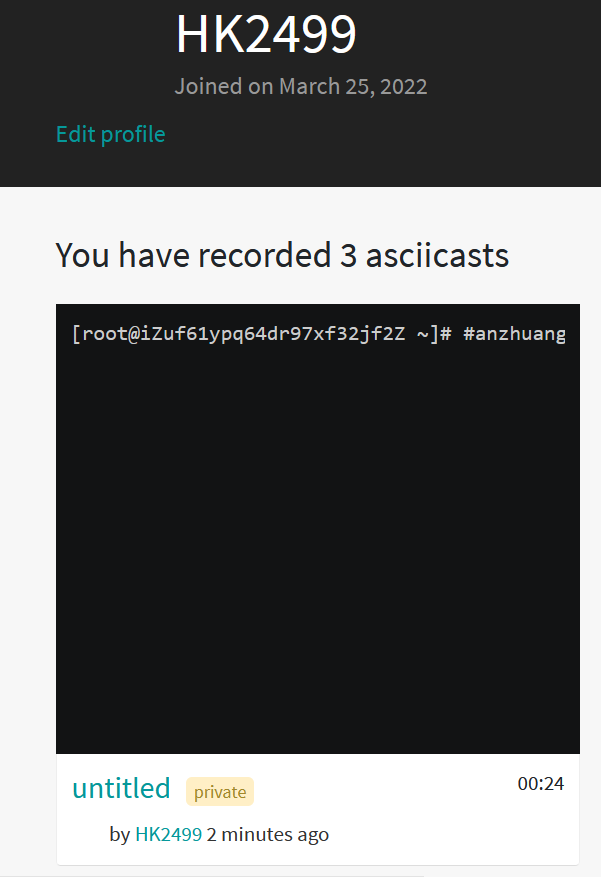 HK2499
Joined on March 25, 2022
Edit profile
You have recorded 3 asciicasts
[root@iZuf61ypq64dr97xf32jf2Z ~]# #anzhuang
untitled private 00:24
by HK2499 2 minutes ago